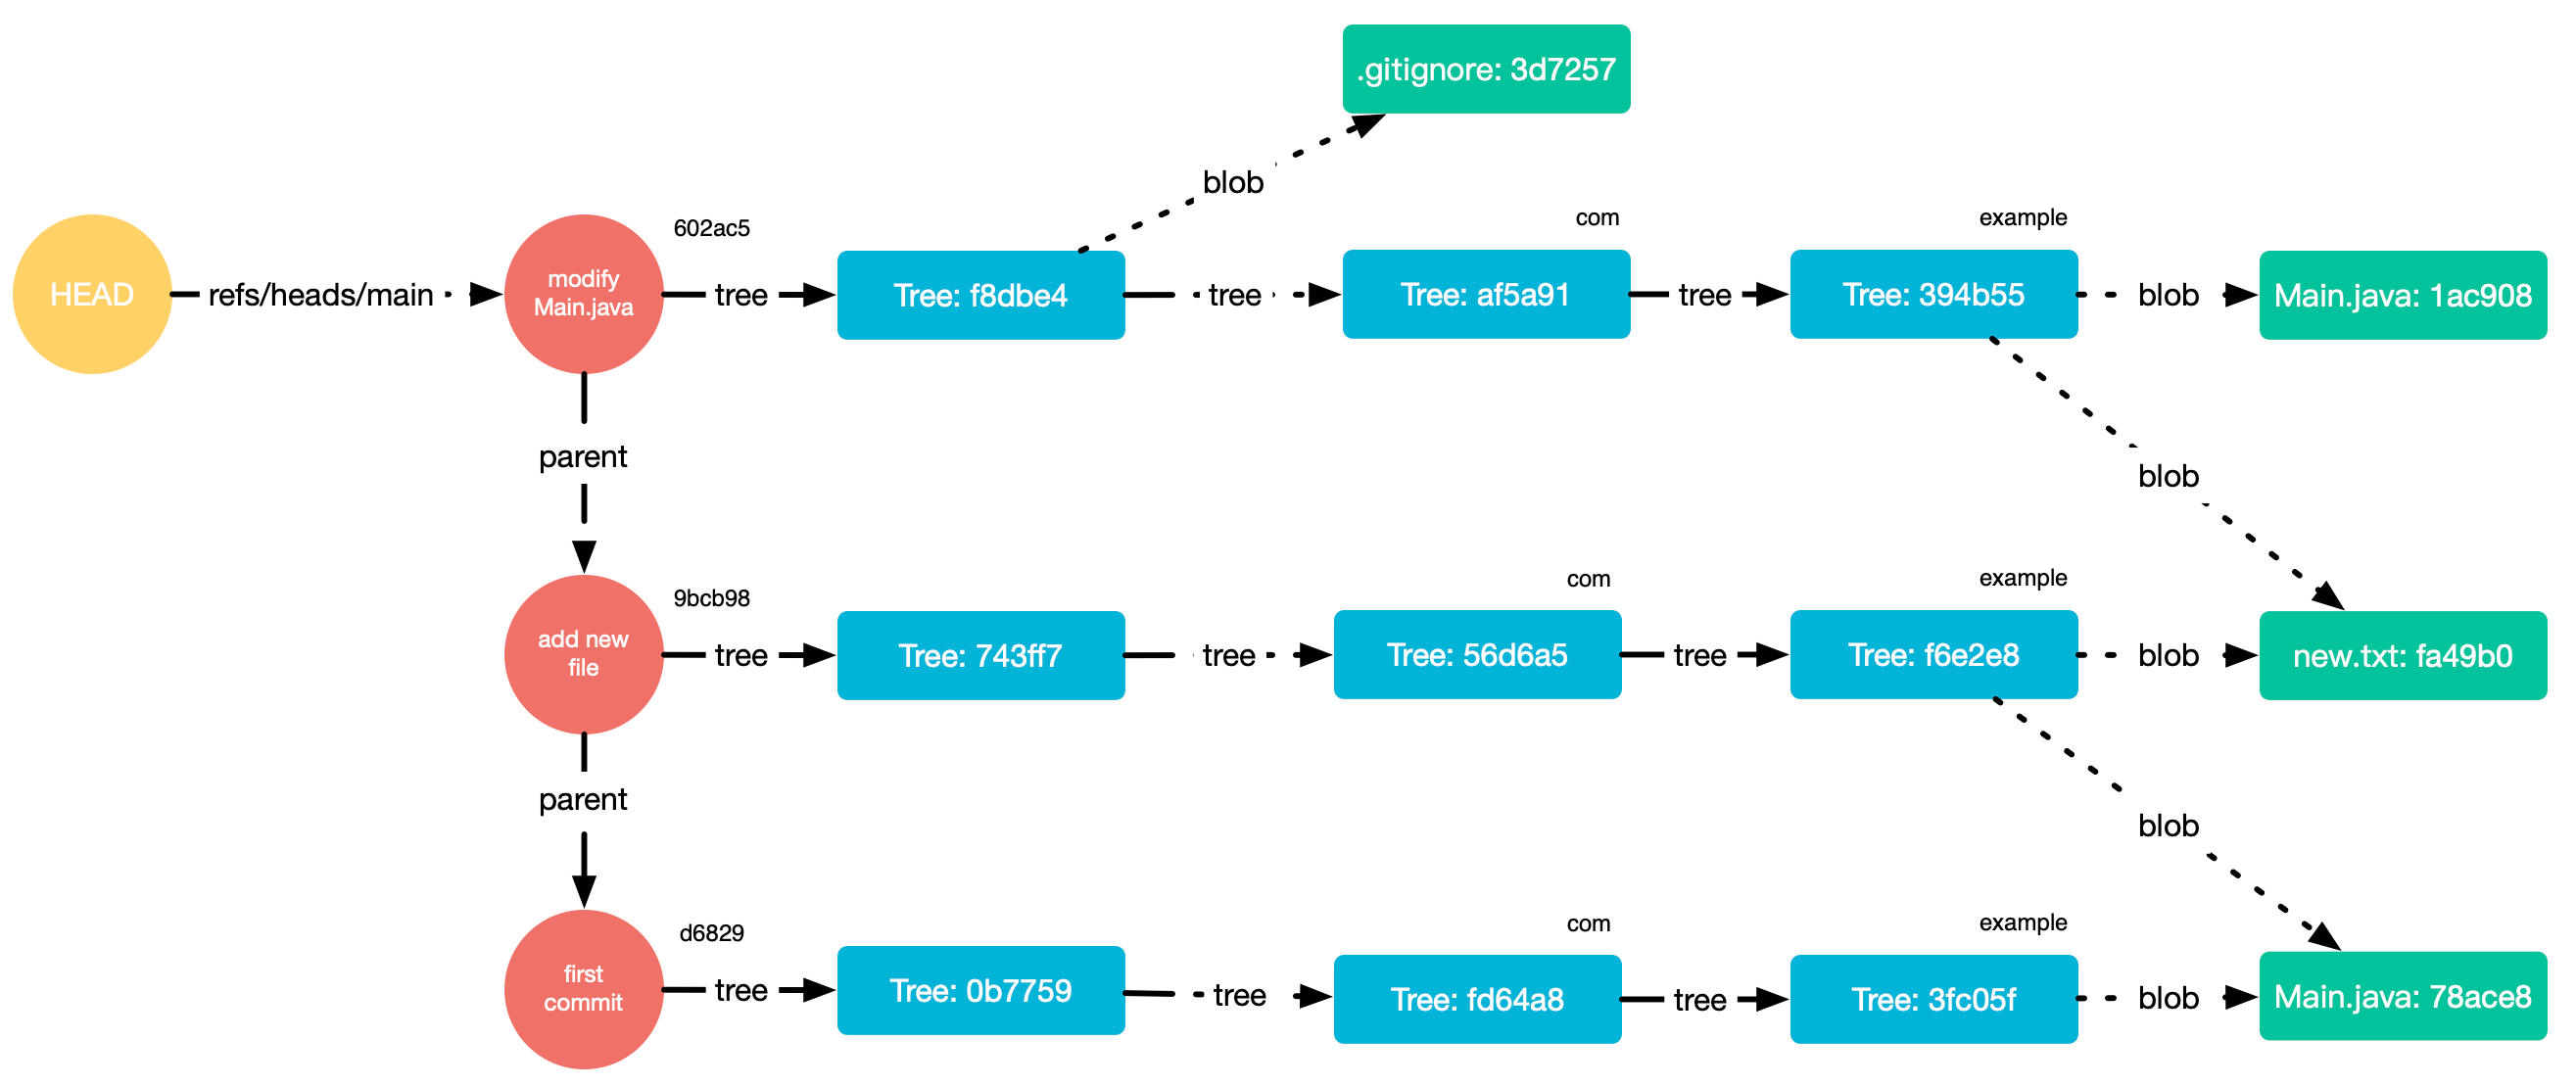 .gitignore: 3d7257
blob
602ac5
com
example
HEAD
refs/heads/main
modify
Main.java
tree
Tree: f8dbe4
tree
Tree: af5a91
tree
Tree: 394b55
blob
Main.java: 1ac908
parent
blob
9bcb98
com
example
add new
file
tree
Tree: 743ff7
tree
Tree: 56d6a5
tree
Tree: f6e2e8
blob
new.txt: fa49b0
parent
blob
d6829
com
example
first
commit
tree
Tree: 0b7759
tree
Tree: fd64a8
tree
Tree: 3fc05f
blob
Main.java: 78ace8